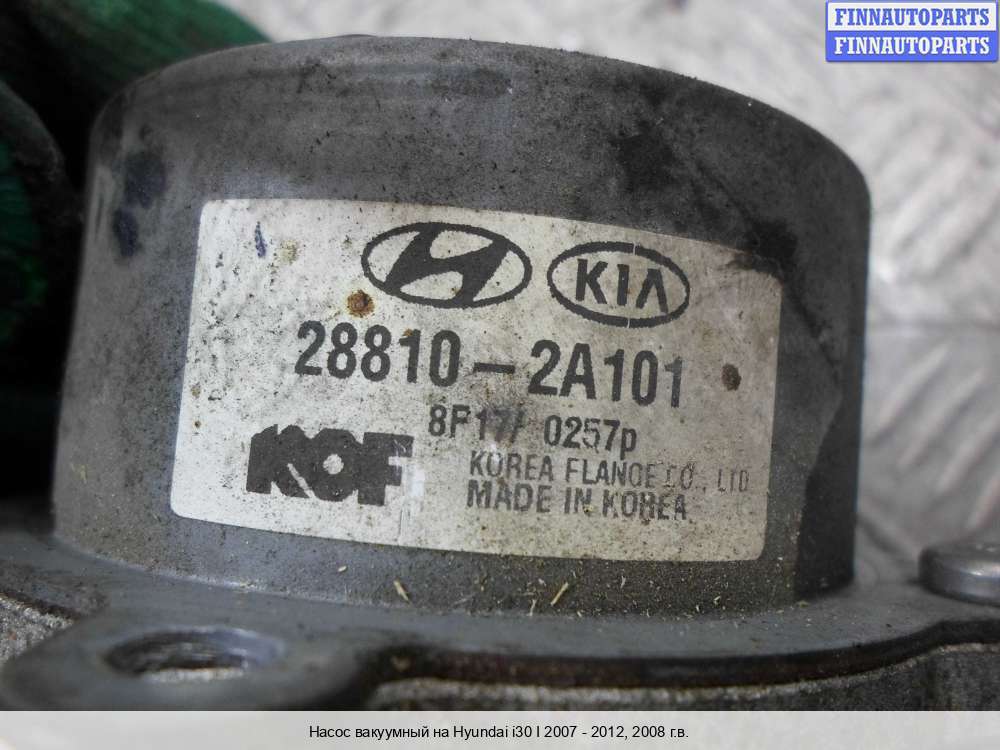 FINNAUTOPARTS
FINNAUTOPARTS
KIA
28810-2A101
8F17/ 0257p
KOF
KOREA FLANGE CO., LTD
MADE IN KOREA
Насос вакуумный на Hyundai i30 I 2007 - 2012, 2008 г.в.